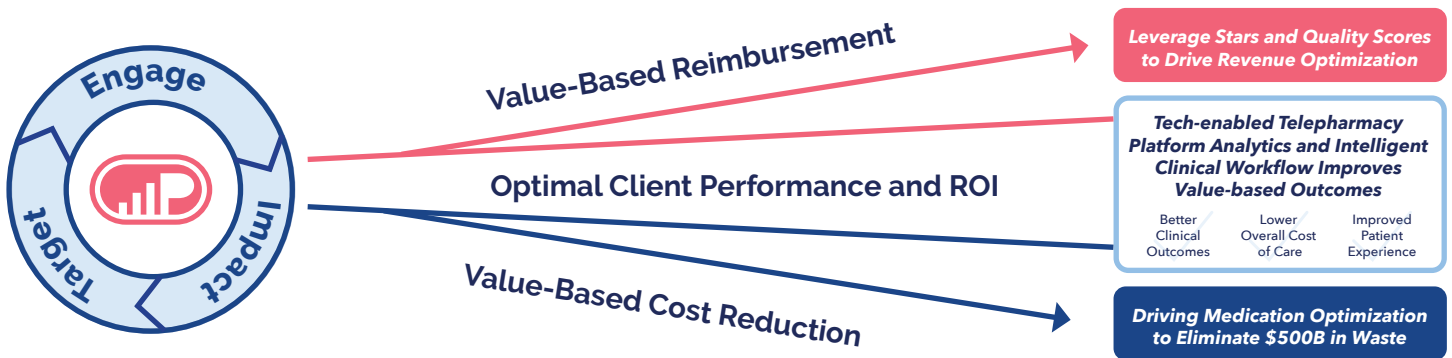 Engage
Impact
Target
Value-Based Reimbursement
Optimal Client Performance and ROI
Value-Based Cost Reduction
Leverage Stars and Quality Scores
to Drive Revenue Optimization
Tech-enabled Telepharmacy
Platform Analytics and Intelligent
Clinical Workflow Improves
Value-based Outcomes
Better
Clinical
Outcomes
Lower
Overall Cost
of Care
Improved
Patient
Experience
Driving Medication Optimization
to Eliminate $500B in Waste